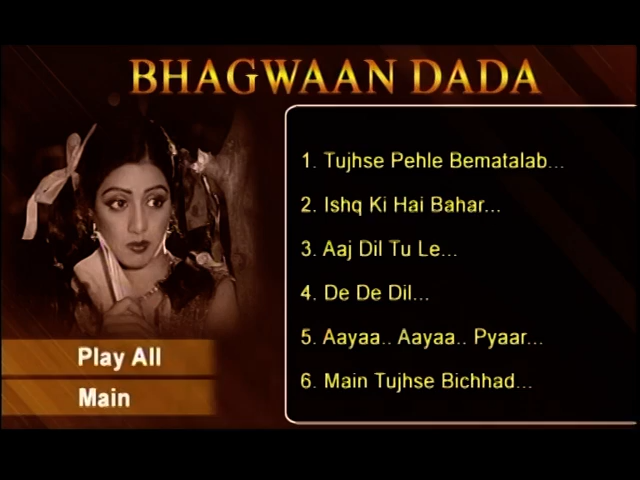 BHAGWAAN DADA
1. Tujhse Pehle Bematalab...
2. Ishq Ki Hai Bahar...
3. Aaj Dil Tu Le...
4. De De Dil...
5. Aayaa.. Aayaa.. Pyaar...
6. Main Tujhse Bichhad...
Play All
Main